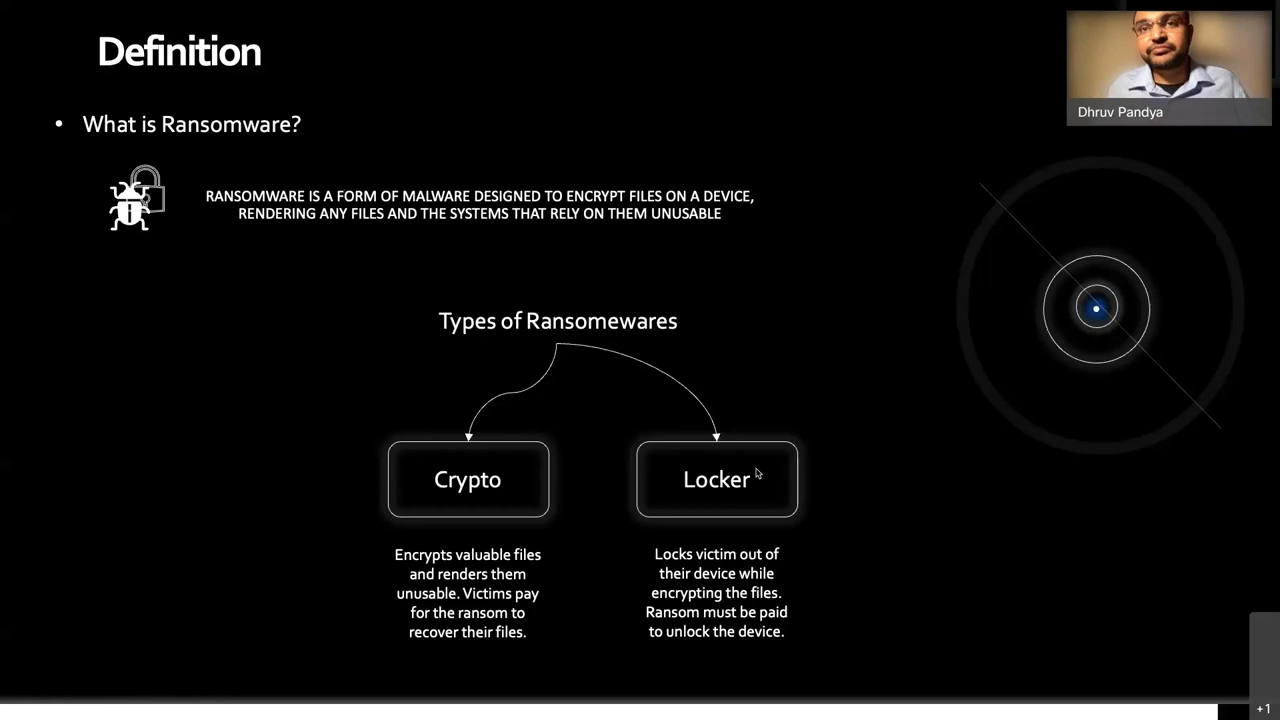 Definition
Dhruv Pandya
• What is Ransomware?
RANSOMWARE IS A FORM OF MALWARE DESIGNED TO ENCRYPT FILES ON A DEVICE,
RENDERING ANY FILES AND THE SYSTEMS THAT RELY ON THEM UNUSABLE
Types of Ransomewares
Crypto
Locker
Encrypts valuable files
and renders them
unusable. Victims pay
for the ransom to
recover their files.
Locks victim out of
their device while
encrypting the files.
Ransom must be paid
to unlock the device.
+1